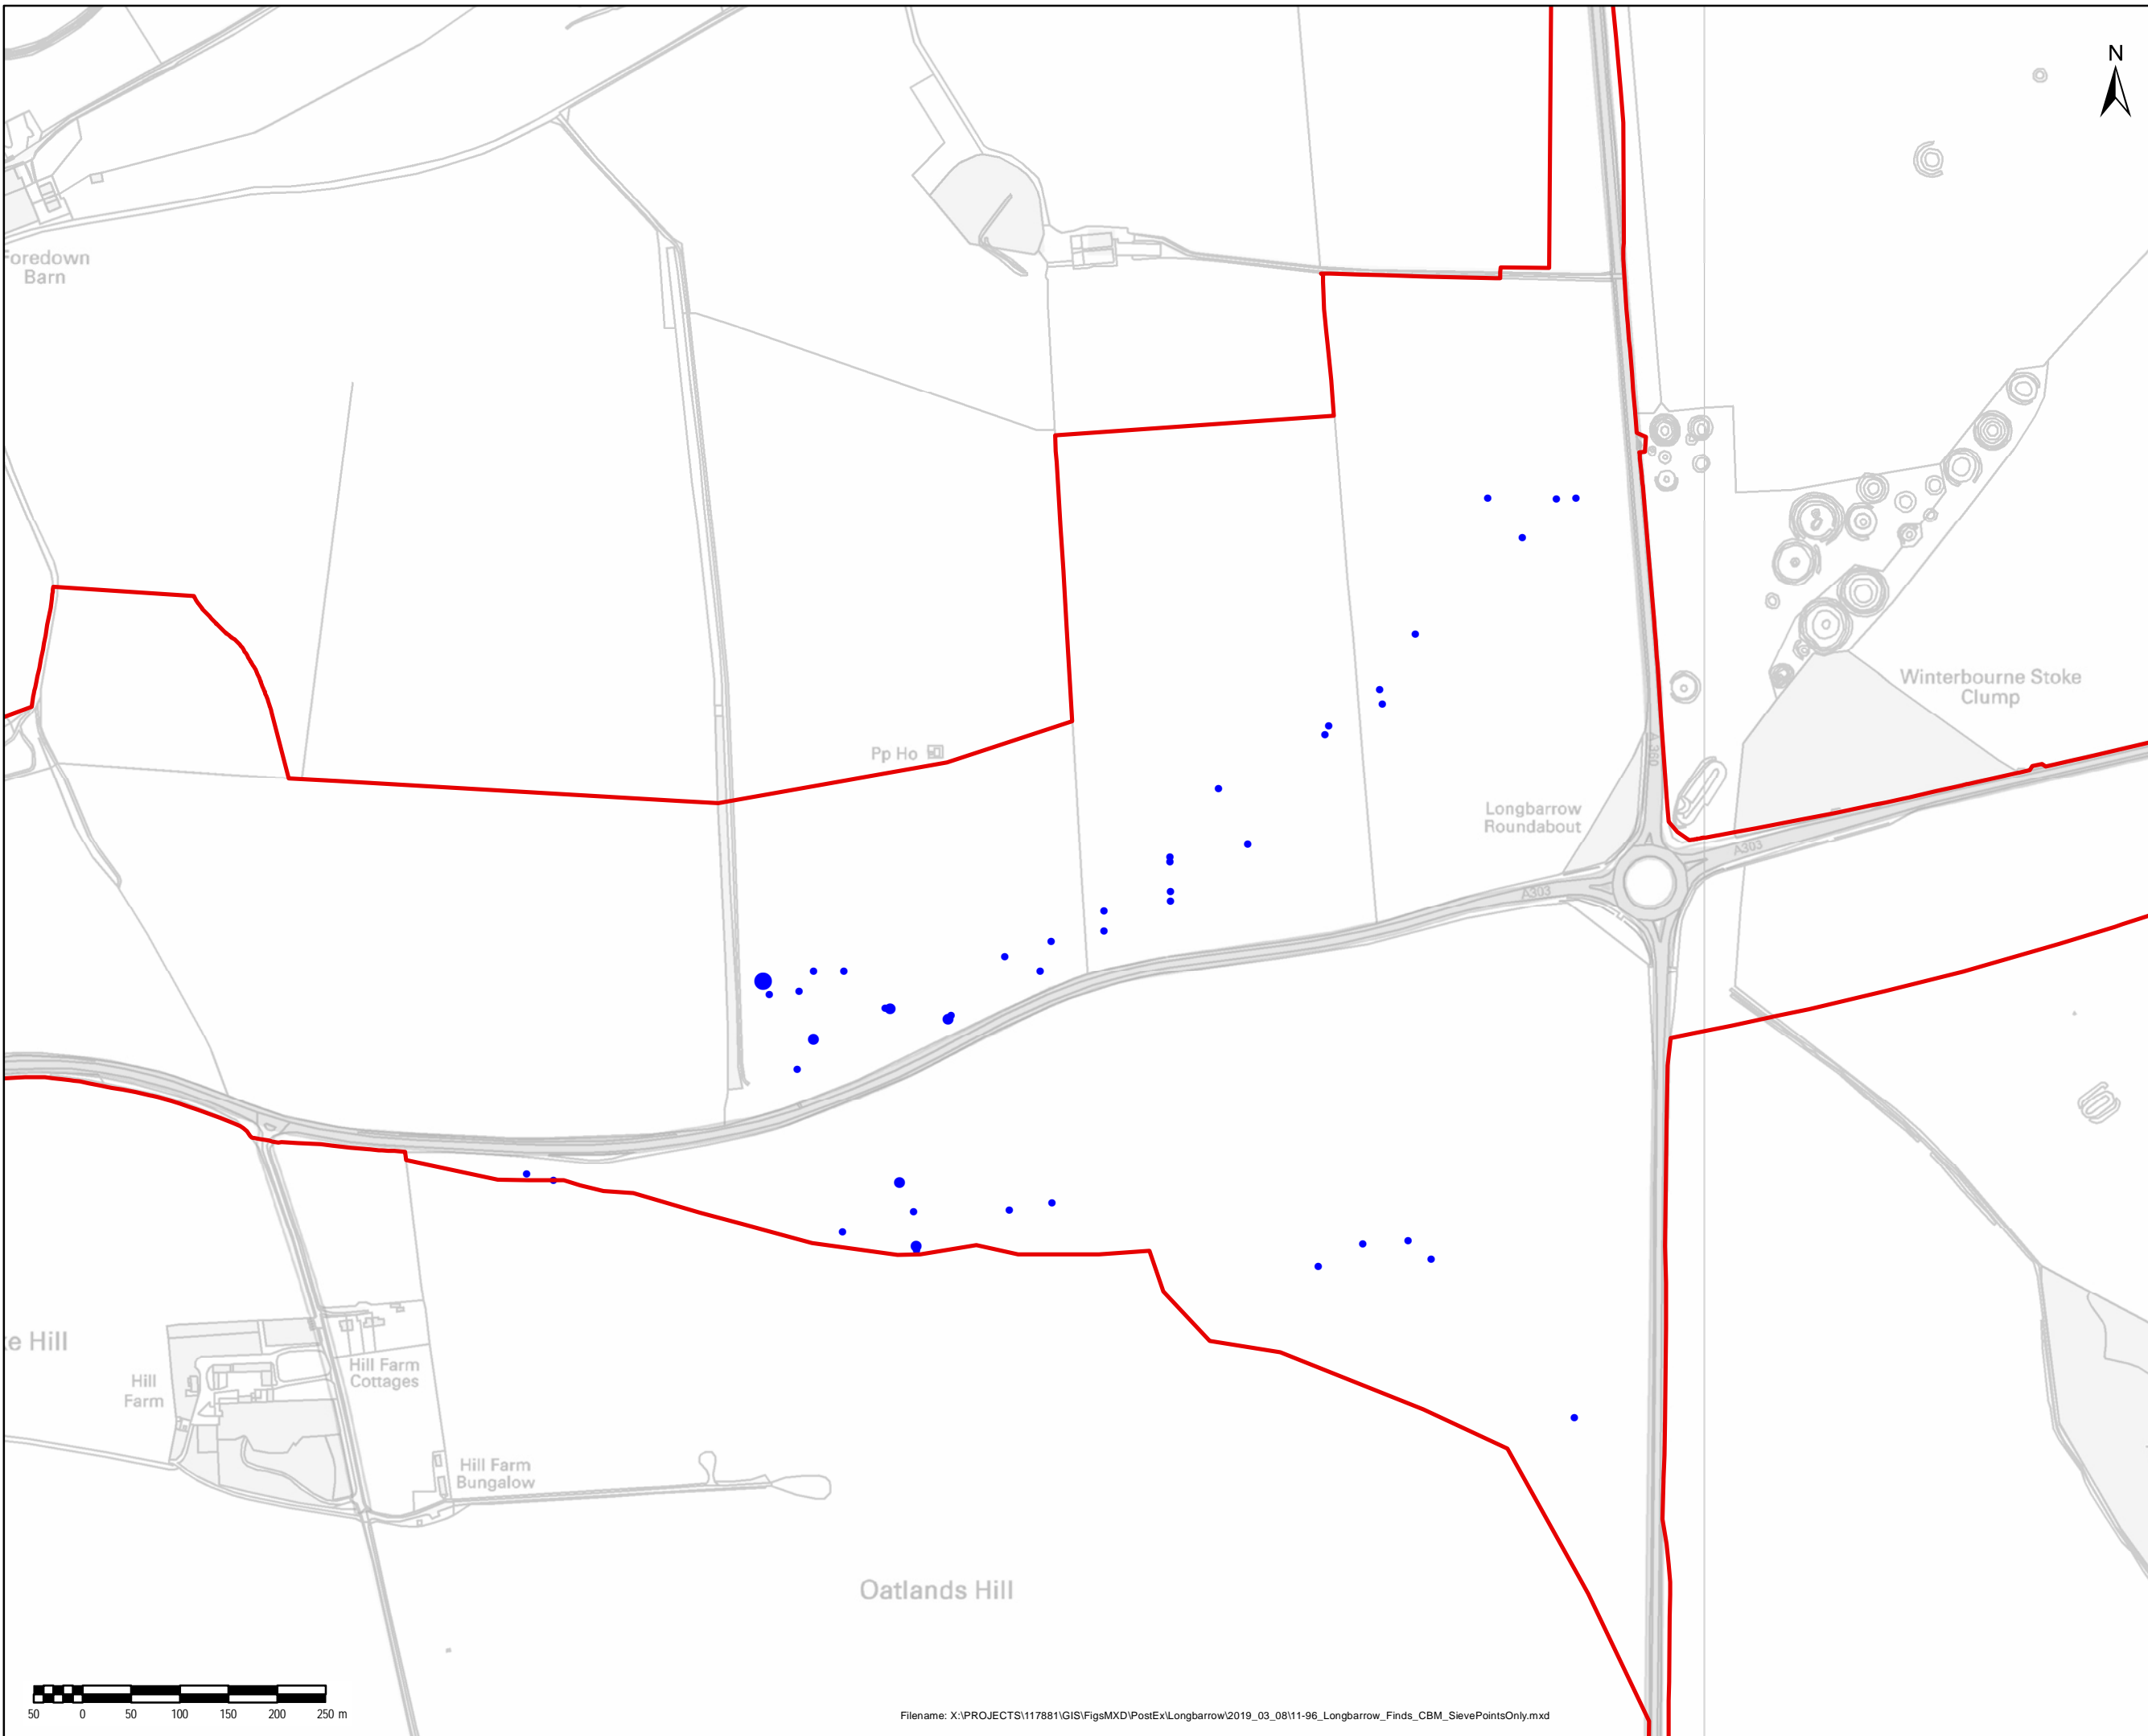 N
Foredown
Barn
Winterbourne Stoke
Clump
Pp Ho
A360
Longbarrow
Roundabout
A303
A303
Hill Farm
Cottages
Hill
Farm
Hill Farm
Bungalow
Oatlands Hill
50 0 50 100 150 200 250 m
Filename: X:\PROJECTS\117881\GIS\FigsMXD\PostEx\Longbarrow\2019_03_08\11-96_Longbarrow_Finds_CBM_SievePointsOnly.mxd